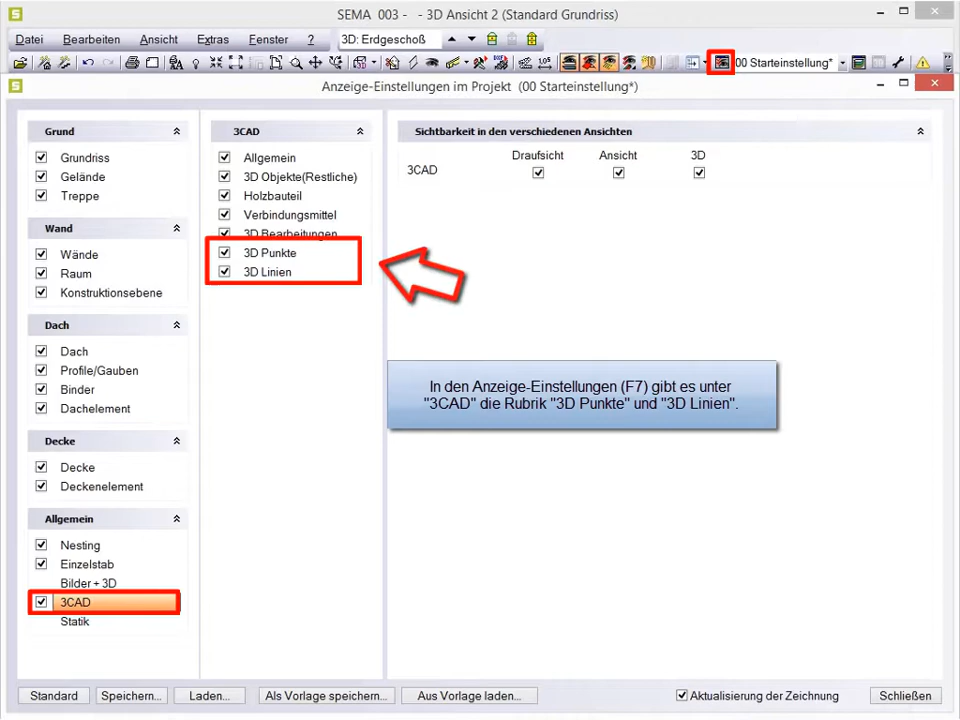 SEMA 003 - - 3D Ansicht 2 (Standard Grundriss)
Datei Bearbeiten Ansicht Extras Fenster ? 3D: Erdgeschoß
00 Starteinstellung*
Anzeige-Einstellungen im Projekt (00 Starteinstellung*)
Grund
Grundriss
Gelände
Treppe
Wand
Wände
Raum
Konstruktionsebene
Dach
Dach
Profile/Gauben
Binder
Dachelement
Decke
Decke
Deckenelement
Allgemein
Nesting
Einzelstab
Bilder + 3D
3CAD
Statik
3CAD
Allgemein
3D Objekte(Restliche)
Holzbauteil
Verbindungsmittel
3D Bearbeitungen
3D Punkte
3D Linien
Sichtbarkeit in den verschiedenen Ansichten
Draufsicht Ansicht 3D
3CAD
In den Anzeige-Einstellungen (F7) gibt es unter
"3CAD" die Rubrik "3D Punkte" und "3D Linien".
Standard Speichern... Laden... Als Vorlage speichern... Aus Vorlage laden... Aktualisierung der Zeichnung Schließen